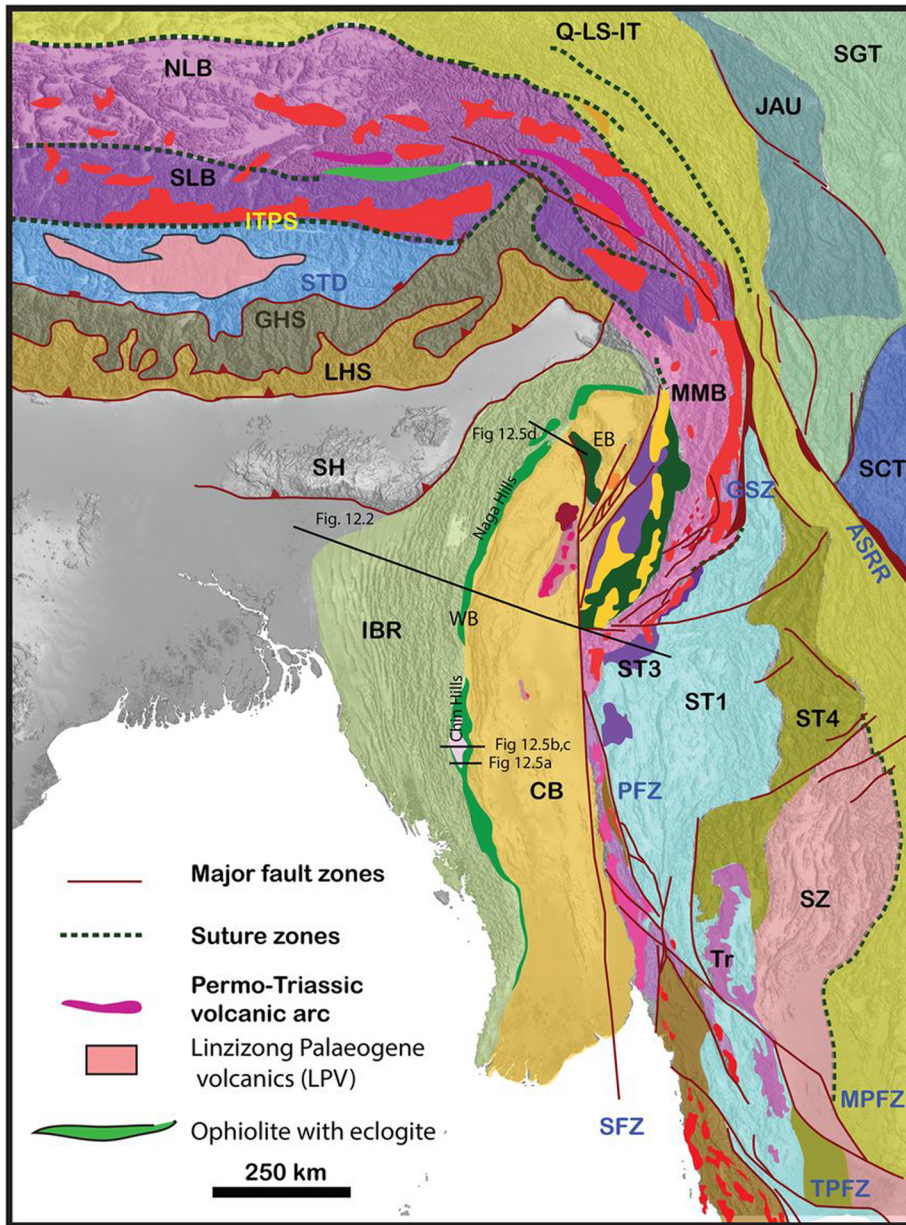 Q-LS-IT
SGT
NLB
JAU
SLB
ITPS
STD
GHS
LHS
MMB
SCT
Fig 12.5d
EB
SH
GSZ
Naga Hills
Fig. 12.2
ASRR
IBR
WB
ST3
ST1
ST4
Chin Hills
Fig 12.5b,c
Fig 12.5a
CB
PFZ
SZ
Tr
Major fault zones
Suture zones
Permo-Triassic
volcanic arc
Linzizong Palaeogene
volcanics (LPV)
Ophiolite with eclogite
250 km
SFZ
MPFZ
TPFZ